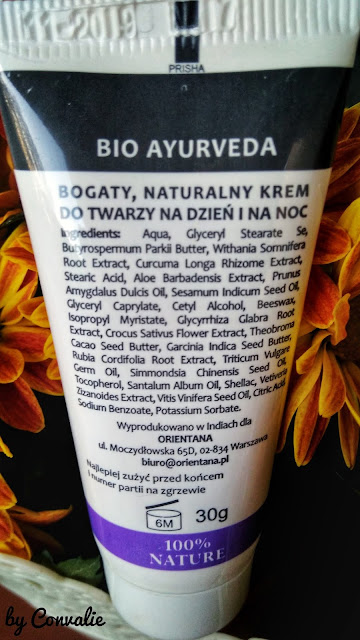 11-2019
PRISHA
BIO AYURVEDA
BOGATY, NATURALNY KREM
DO TWARZY NA DZIEŃ I NA NOC
Ingredients: Aqua, Glyceryl Stearate Se,
Butyrospermum Parkii Butter, Withania Somnifera
Root Extract, Curcuma Longa Rhizome Extract,
Stearic Acid, Aloe Barbadensis Extract, Prunus
Amygdalus Dulcis Oil, Sesamum Indicum Seed Oil,
Glyceryl Caprylate, Cetyl Alcohol, Beeswax,
Isopropyl Myristate, Glycyrrhiza Glabra Root
Extract, Crocus Sativus Flower Extract, Theobroma
Cacao Seed Butter, Garcinia Indica Seed Butter,
Rubia Cordifolia Root Extract, Triticum Vulgare
Germ Oil, Simmondsia Chinensis Seed Oil,
Tocopherol, Santalum Album Oil, Shellac, Vetiveria
Zizanoides Extract, Vitis Vinifera Seed Oil, Citric Acid,
Sodium Benzoate, Potassium Sorbate.
Wyprodukowano w Indiach dla
ORIENTANA
ul. Moczydłowska 65D, 02-834 Warszawa
biuro@orientana.pl
Najlepiej zużyć przed końcem
i numer partii na zgrzewie
6M 30g
100%
NATURE
by Convalie